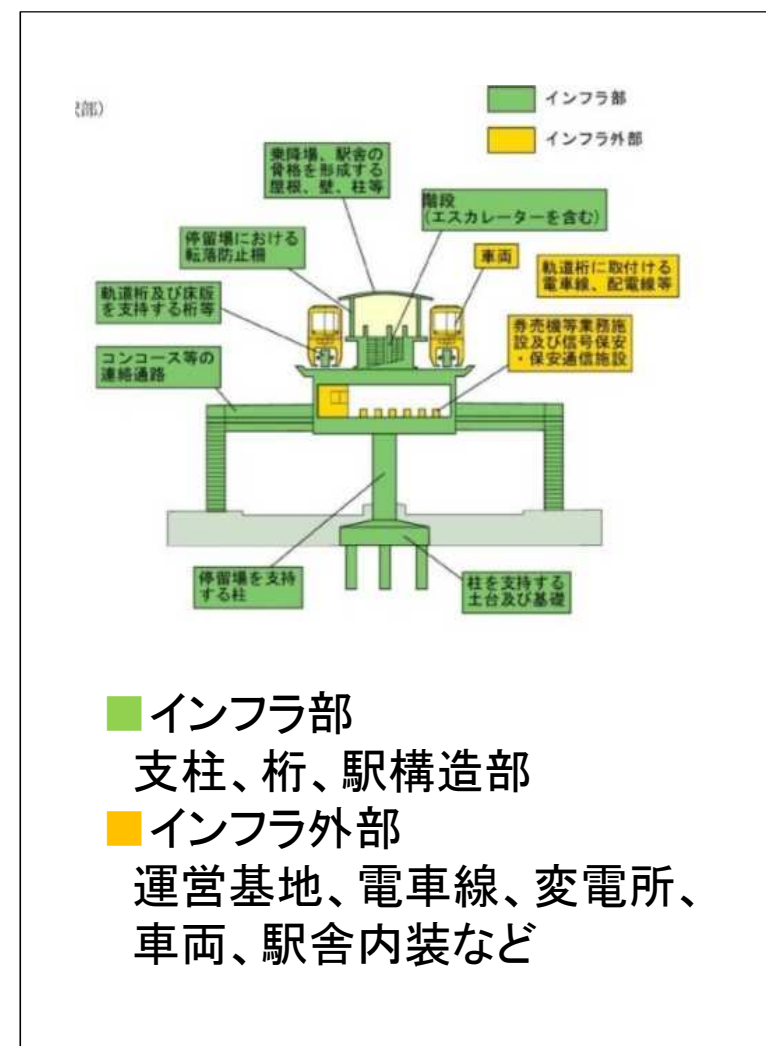 部)
インフラ部
インフラ外部
乗降場、駅舎の
骨格を形成する
屋根、壁、柱等
階段
(エスカレーターを含む)
停留場における
転落防止柵
車両
軌道桁に取付ける
電車線、配電線等
軌道桁及び床版
を支持する桁等
券売機等業務施
設及び信号保安
・保安通信施設
コンコース等の
連絡通路
停留場を支持
する柱
柱を支持する
土台及び基礎
■インフラ部
支柱、桁、駅構造部
■インフラ外部
運営基地、電車線、変電所、
車両、駅舎内装など